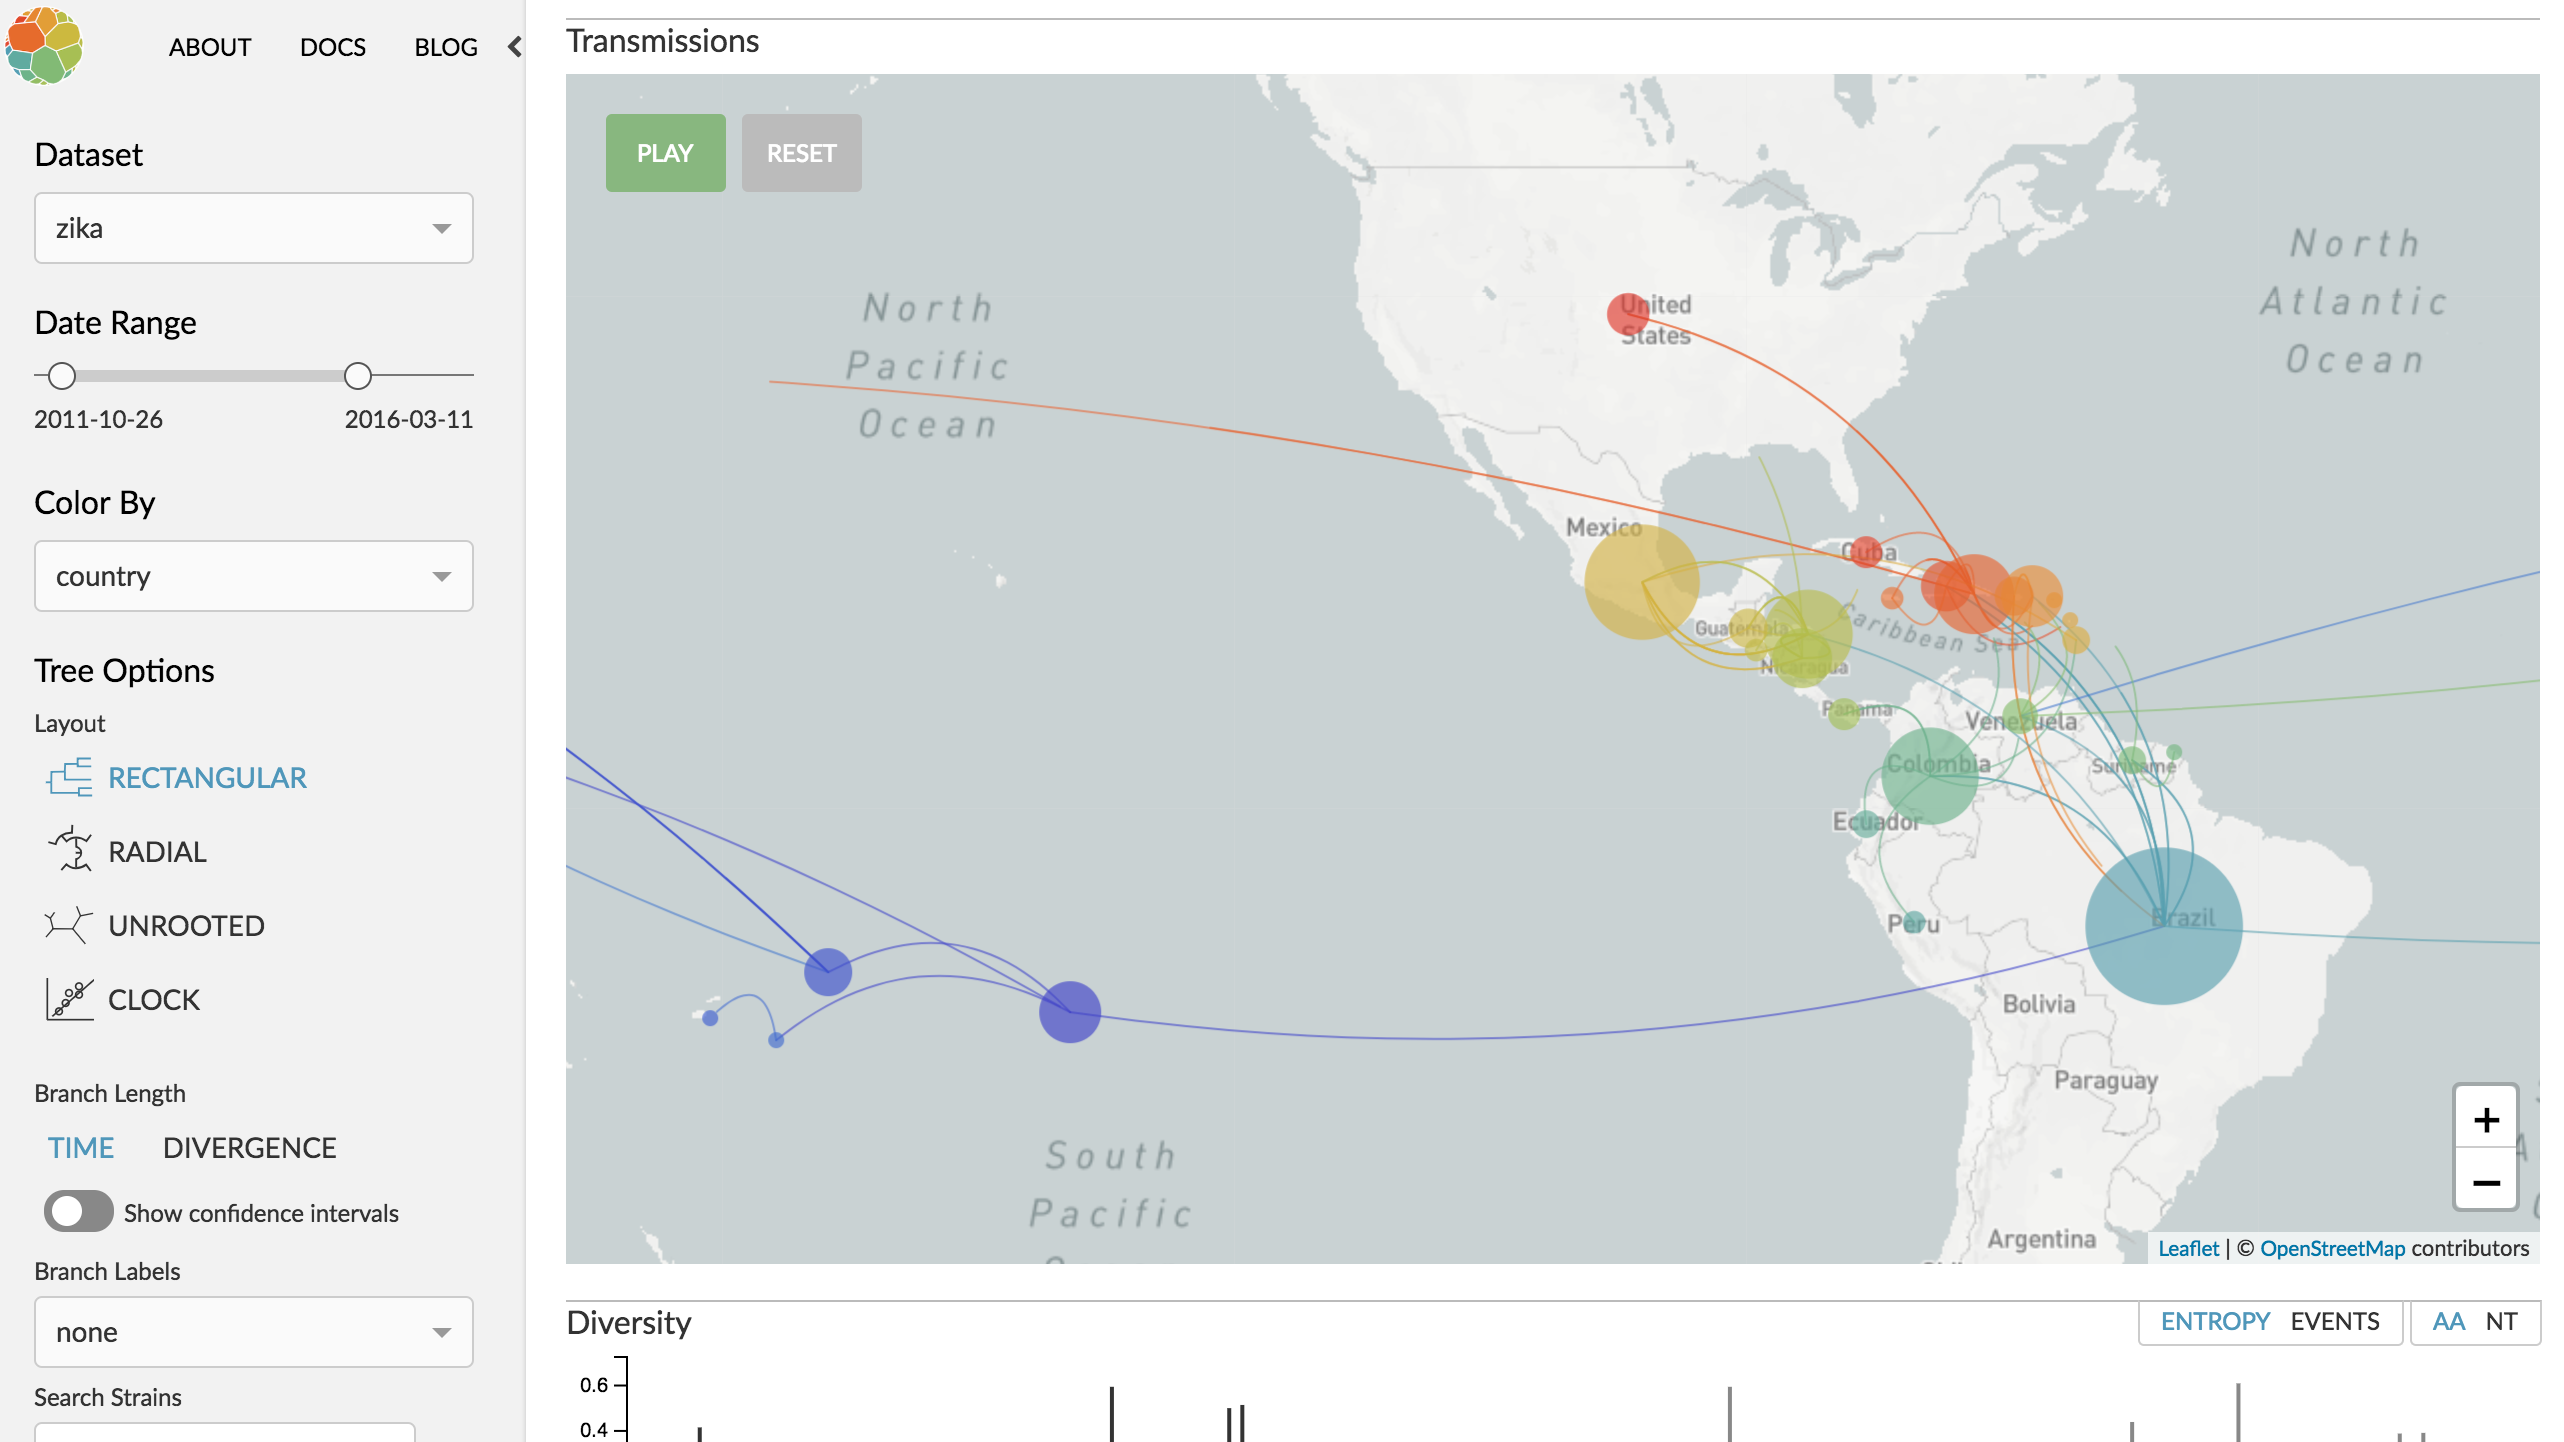 ABOUT DOCS BLOG
Dataset
zika
Date Range
2011-10-26 2016-03-11
Color By
country
Tree Options
Layout
RECTANGULAR
RADIAL
UNROOTED
CLOCK
Branch Length
TIME DIVERGENCE
Show confidence intervals
Branch Labels
none
Search Strains
Transmissions
PLAY RESET
North
Pacific
Ocean
North
Atlantic
Ocean
United
States
Mexico
Cuba
Guatemala
Caribbean Sea
Nicaragua
Panama
Venezuela
Colombia
Suriname
Ecuador
Brazil
Peru
Bolivia
Paraguay
South
Pacific
Argentina
+
−
Leaflet | © OpenStreetMap contributors
Diversity
ENTROPY EVENTS AA NT
0.6
0.4